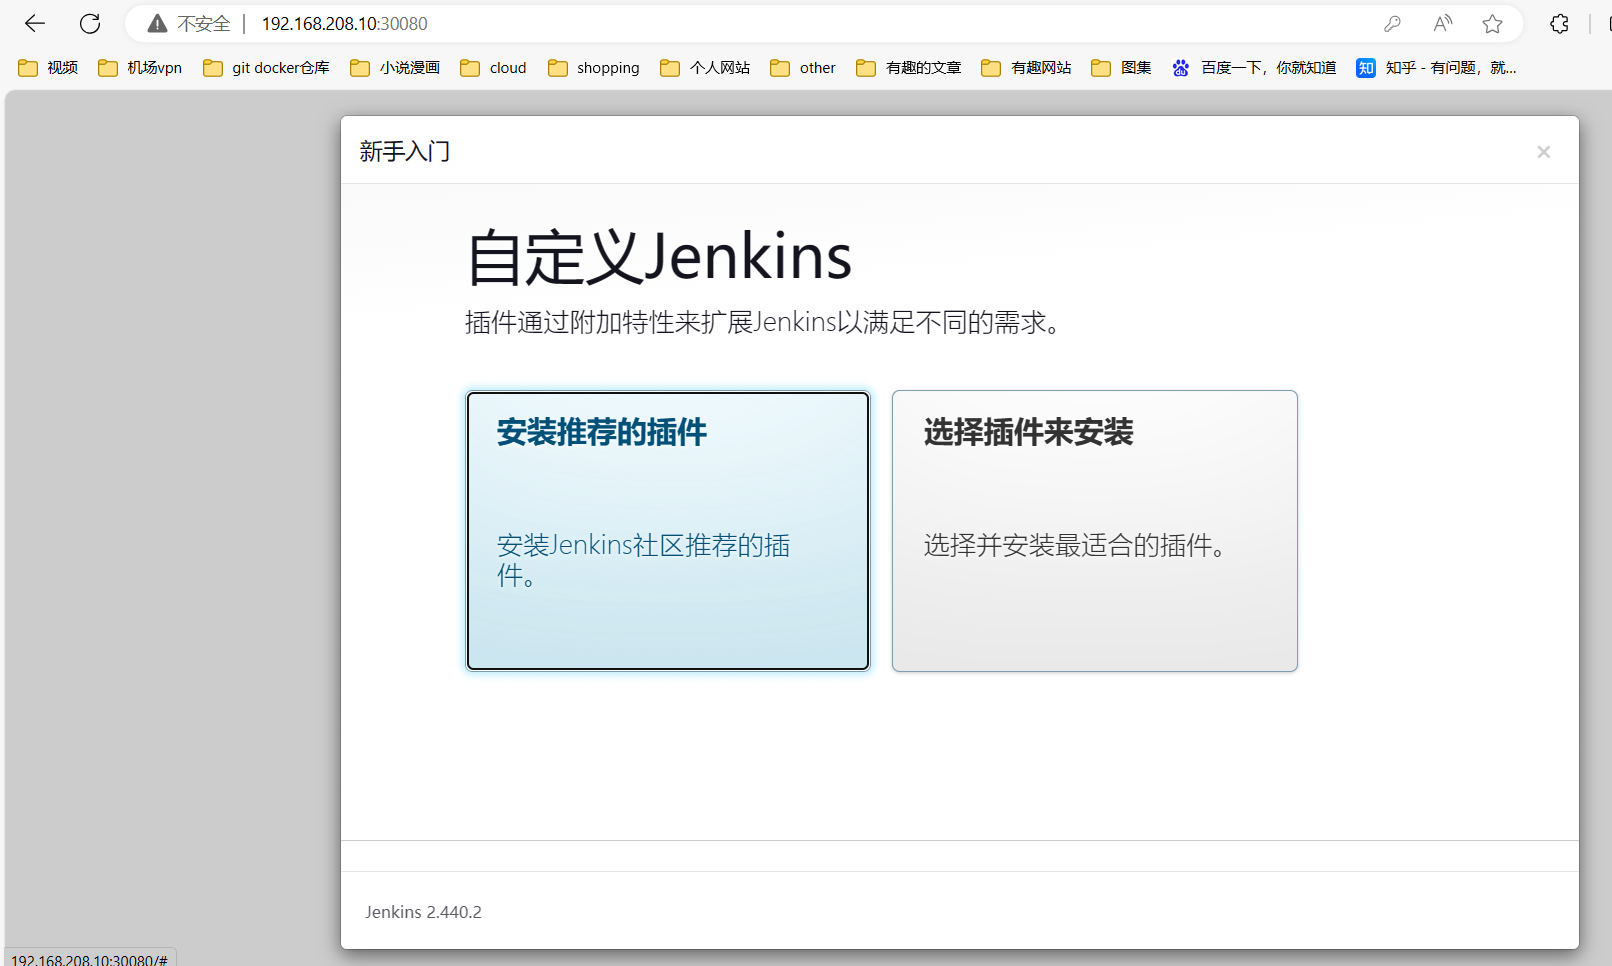 不安全 192.168.208.10:30080
视频 机场vpn git docker仓库 小说漫画 cloud shopping 个人网站 other 有趣的文章 有趣网站 图集 百度一下，你就知道 知乎 - 有问题，就...
新手入门 ×
自定义Jenkins
插件通过附加特性来扩展Jenkins以满足不同的需求。
安装推荐的插件
安装Jenkins社区推荐的插
件。
选择插件来安装
选择并安装最适合的插件。
Jenkins 2.440.2
192.168.208.10:30080/#